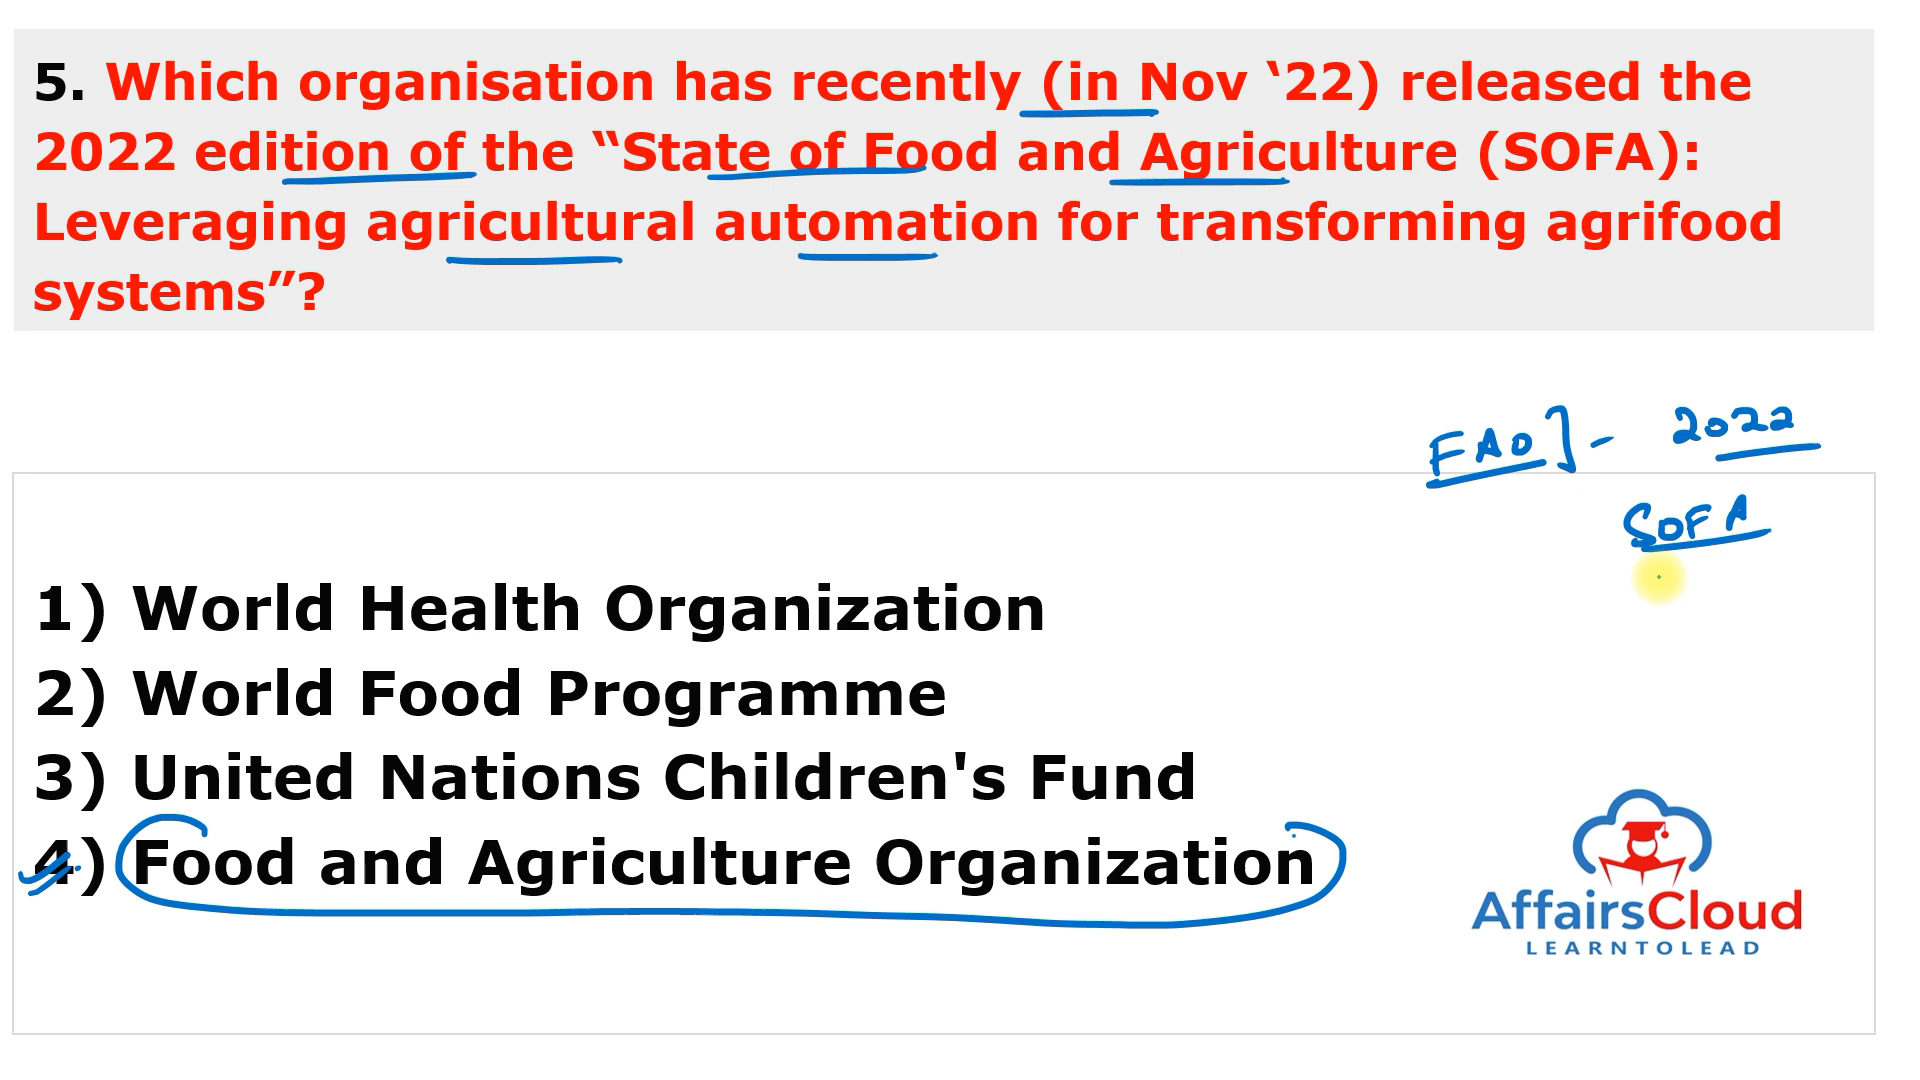 5. Which organisation has recently (in Nov ‘22) released the
2022 edition of the “State of Food and Agriculture (SOFA):
Leveraging agricultural automation for transforming agrifood
systems”?
FAO] - 2022
SOFA
1) World Health Organization
2) World Food Programme
3) United Nations Children's Fund
4) Food and Agriculture Organization
AffairsCloud
LEARNTOLEAD